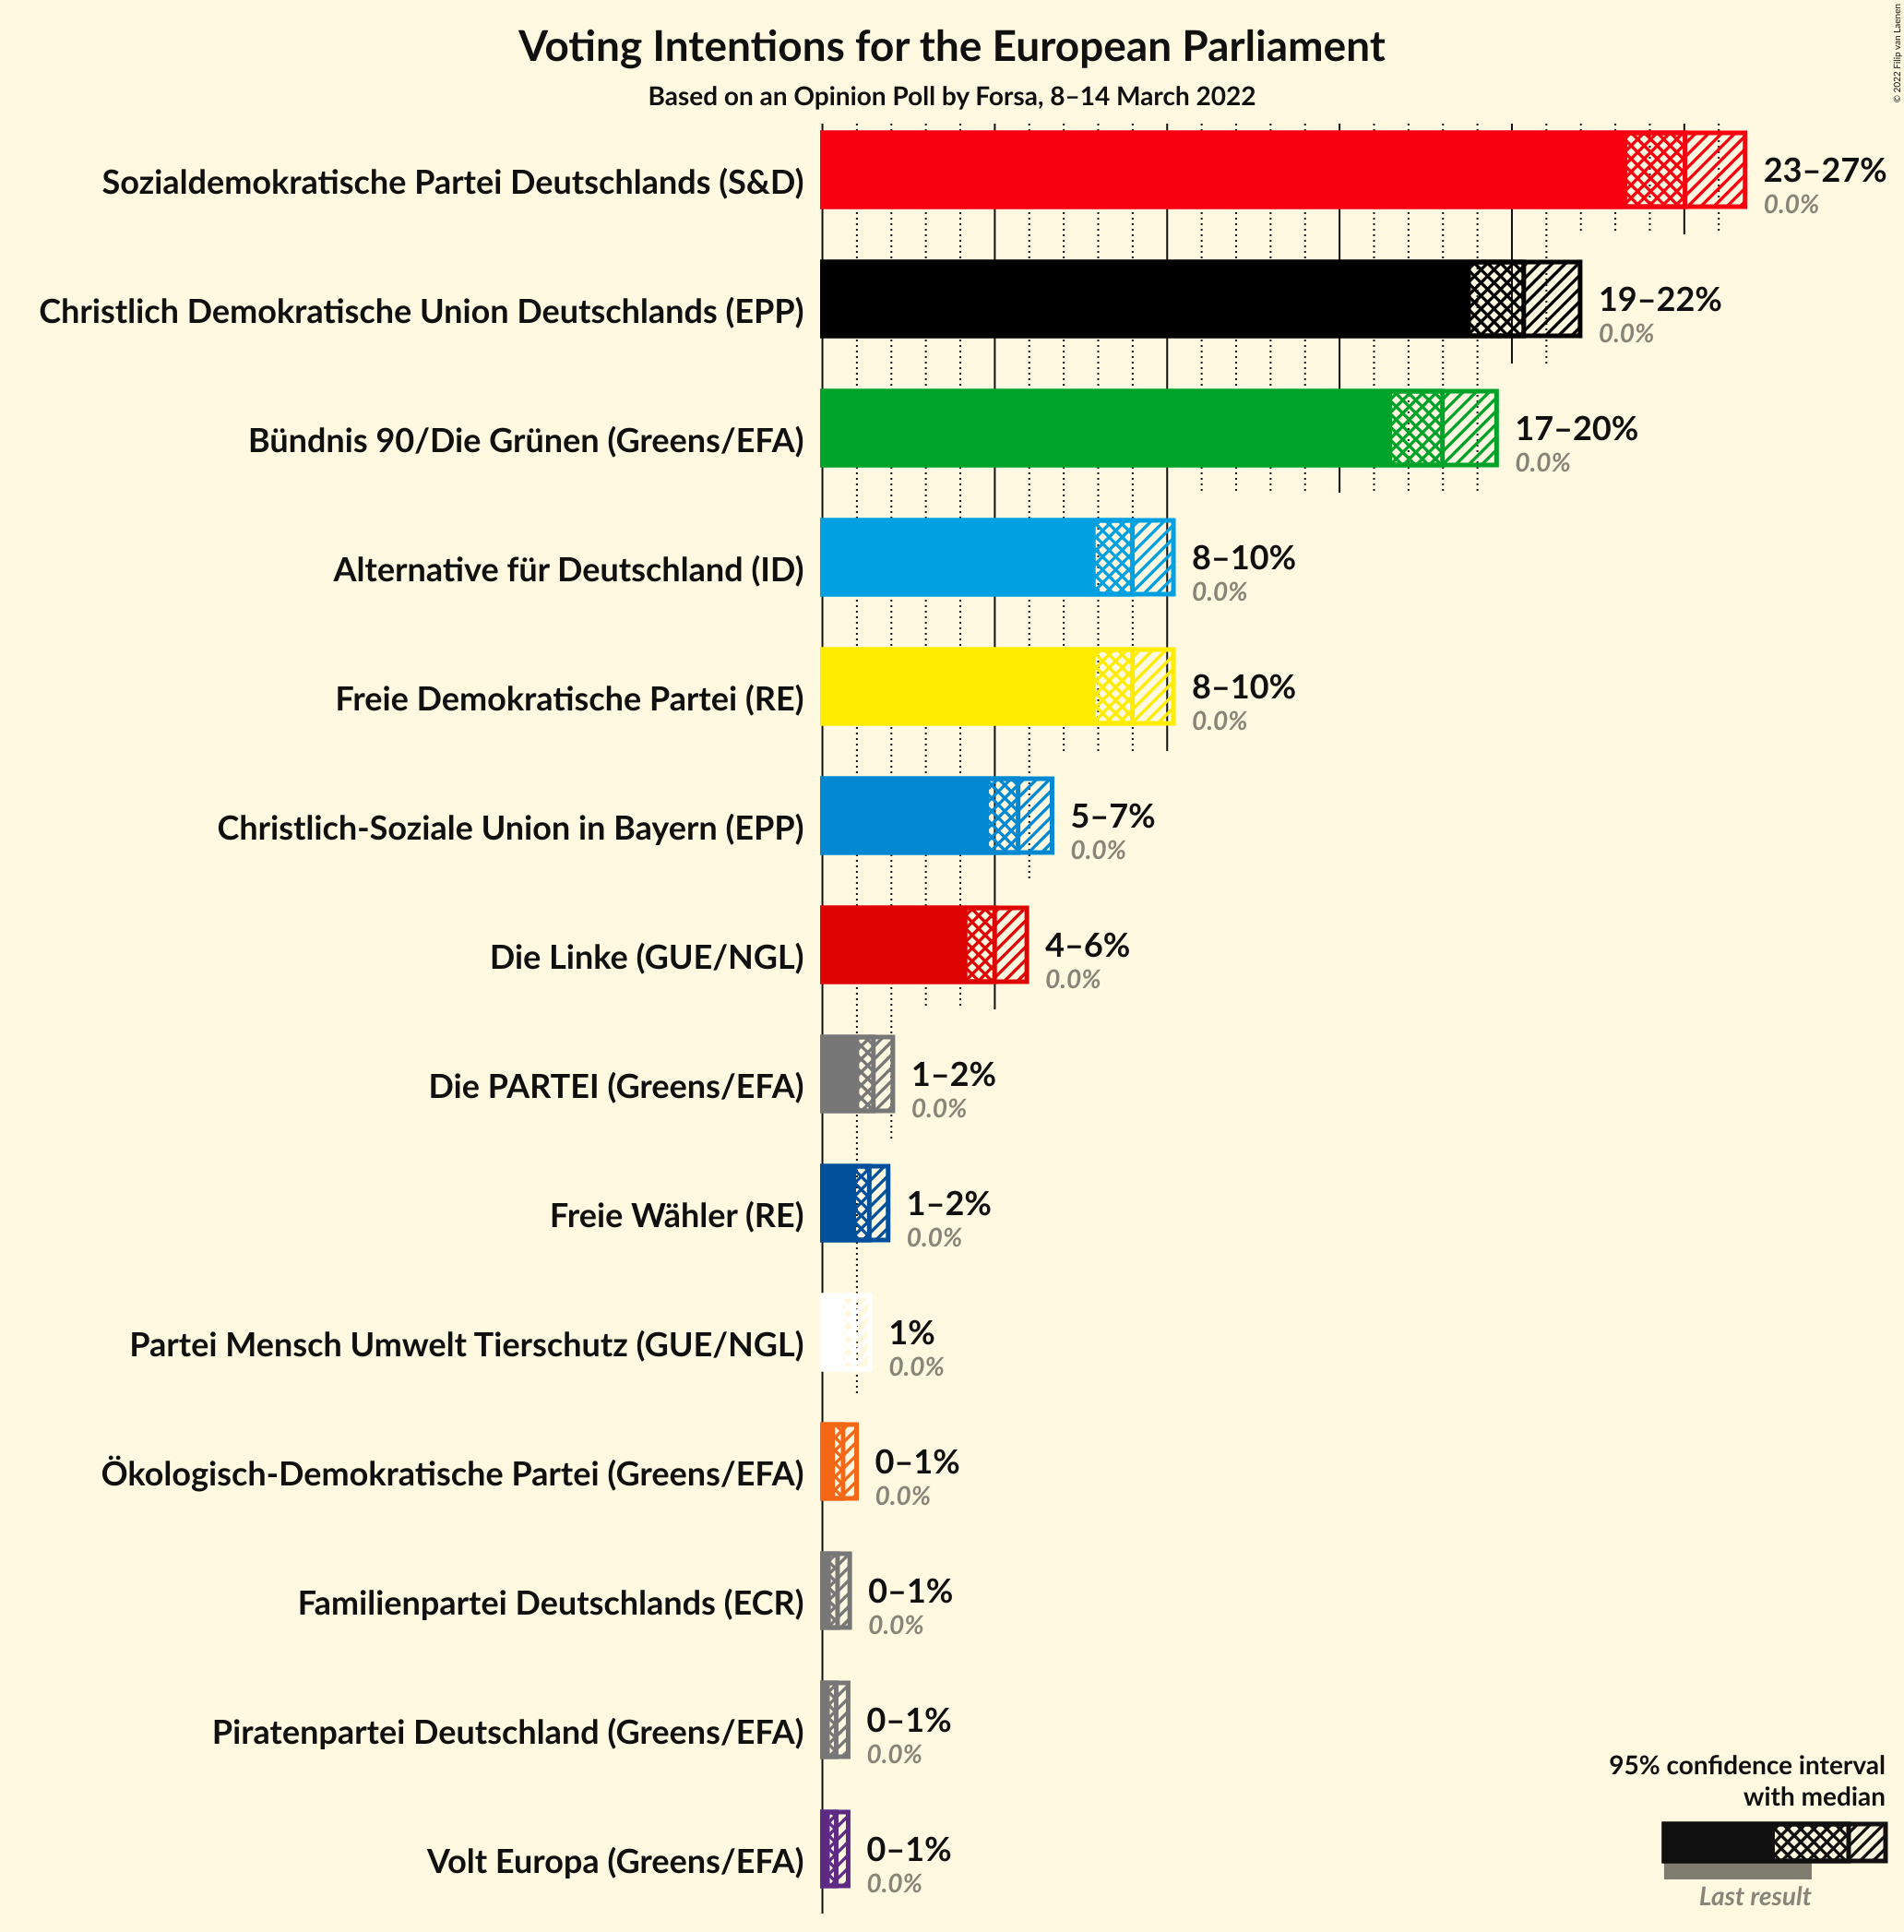 Voting Intentions for the European Parliament
Based on an Opinion Poll by Forsa, 8–14 March 2022
© 2022 Filip van Laenen
Sozialdemokratische Partei Deutschlands (S&D)
23–27%
0.0%
Christlich Demokratische Union Deutschlands (EPP)
19–22%
0.0%
Bündnis 90/Die Grünen (Greens/EFA)
17–20%
0.0%
Alternative für Deutschland (ID)
8–10%
0.0%
Freie Demokratische Partei (RE)
8–10%
0.0%
Christlich-Soziale Union in Bayern (EPP)
5–7%
0.0%
Die Linke (GUE/NGL)
4–6%
0.0%
Die PARTEI (Greens/EFA)
1–2%
0.0%
Freie Wähler (RE)
1–2%
0.0%
Partei Mensch Umwelt Tierschutz (GUE/NGL)
1%
0.0%
Ökologisch-Demokratische Partei (Greens/EFA)
0–1%
0.0%
Familienpartei Deutschlands (ECR)
0–1%
0.0%
Piratenpartei Deutschland (Greens/EFA)
0–1%
0.0%
Volt Europa (Greens/EFA)
0–1%
0.0%
95% confidence interval
with median
Last result